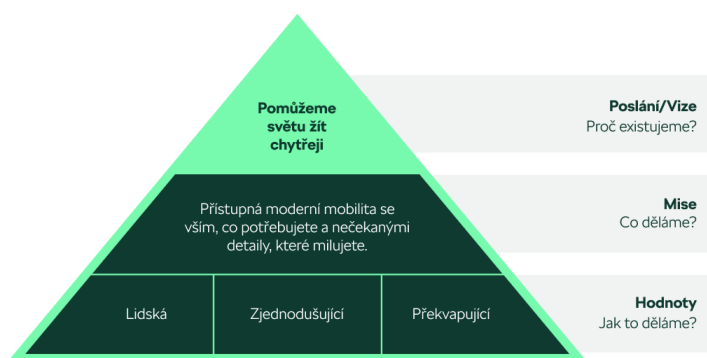 Pomůžeme
světu žít
chytřeji
Poslání/Vize
Proč existujeme?
Přístupná moderní mobilita se
vším, co potřebujete a nečekanými
detaily, které milujete.
Mise
Co děláme?
Lidská
Zjednodušující
Překvapující
Hodnoty
Jak to děláme?